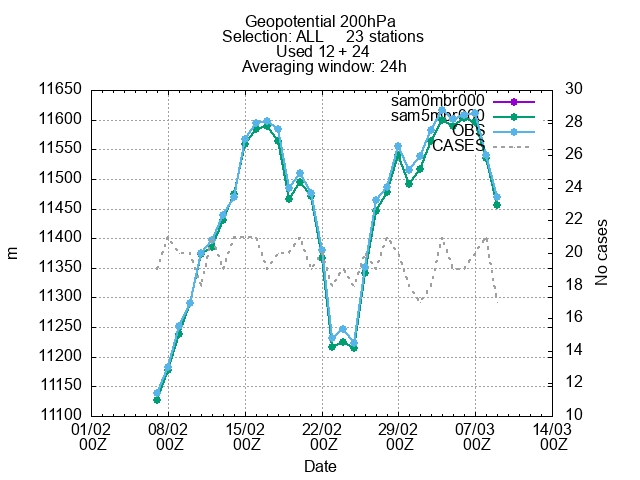 Geopotential 200hPa
Selection: ALL 23 stations
Used 12 + 24
Averaging window: 24h
11650
11600
11550
11500
11450
11400
11350
11300
11250
11200
11150
11100
m
30
28
26
24
22
20
18
16
14
12
10
No cases
sam0mbr000
sam5mbr000
OBS
CASES
01/02 08/02 15/02 22/02 29/02 07/03 14/03
00Z 00Z 00Z 00Z 00Z 00Z 00Z
Date